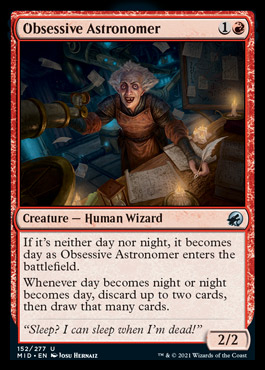 Obsessive Astronomer 1
Creature — Human Wizard
If it's neither day nor night, it becomes
day as Obsessive Astronomer enters the
battlefield.
Whenever day becomes night or night
becomes day, discard up to two cards,
then draw that many cards.
"Sleep? I can sleep when I'm dead!"
2/2
152/277 U
MID • EN Josu Hernaiz
™ & © 2021 Wizards of the Coast